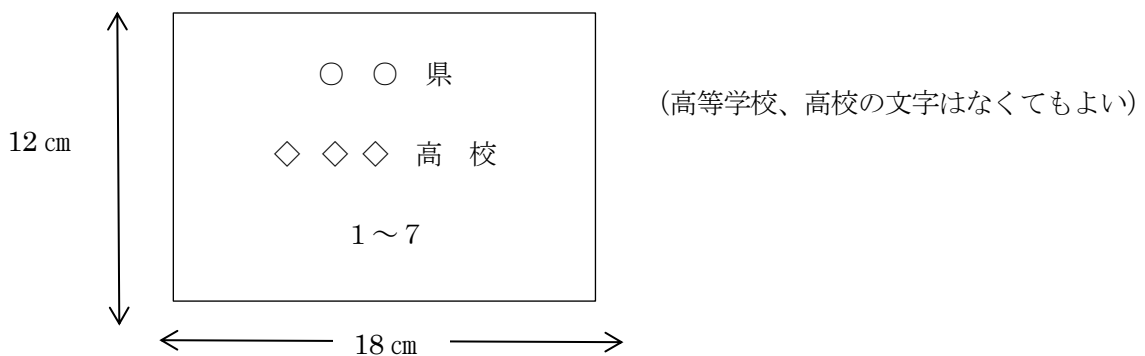 ○ ○ 県
(高等学校、高校の文字はなくてもよい)
12 ㎝
◇ ◇ ◇ 高 校
1～7
18 ㎝